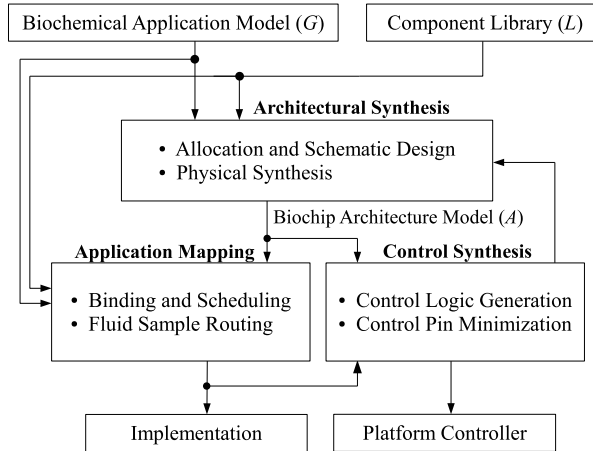 Biochemical Application Model (G)
Component Library (L)
Architectural Synthesis
• Allocation and Schematic Design
• Physical Synthesis
Biochip Architecture Model (A)
Application Mapping
• Binding and Scheduling
• Fluid Sample Routing
Control Synthesis
• Control Logic Generation
• Control Pin Minimization
Implementation
Platform Controller